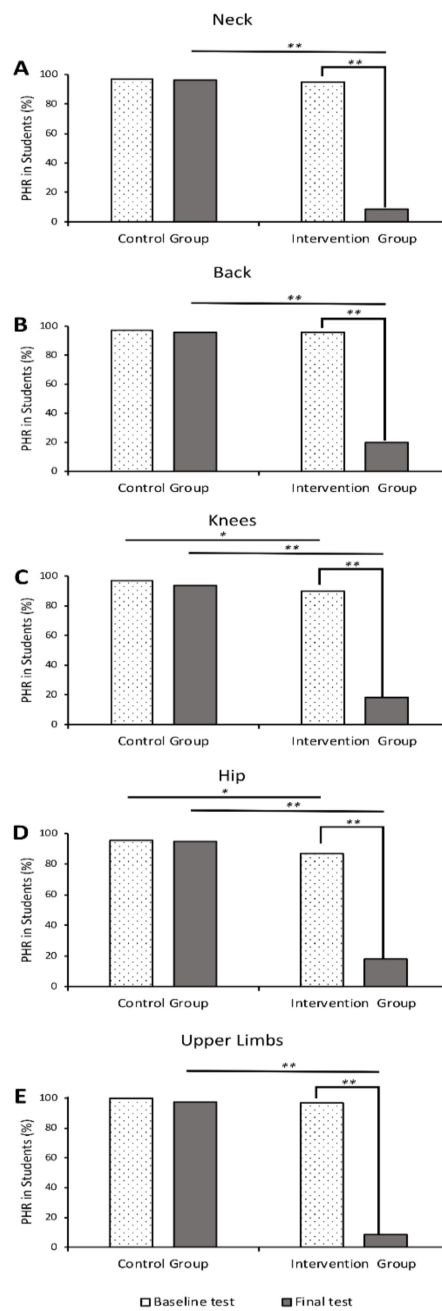 Neck
**
A
**
PHR in Students (%)
100
80
60
40
20
0
Control Group
Intervention Group
Back
**
B
**
PHR in Students (%)
100
80
60
40
20
0
Control Group
Intervention Group
Knees
*
**
C
**
PHR in Students (%)
100
80
60
40
20
0
Control Group
Intervention Group
Hip
*
**
D
**
PHR in Students (%)
100
80
60
40
20
0
Control Group
Intervention Group
Upper Limbs
**
E
**
PHR in Students (%)
100
80
60
40
20
0
Control Group
Intervention Group
Baseline test
Final test